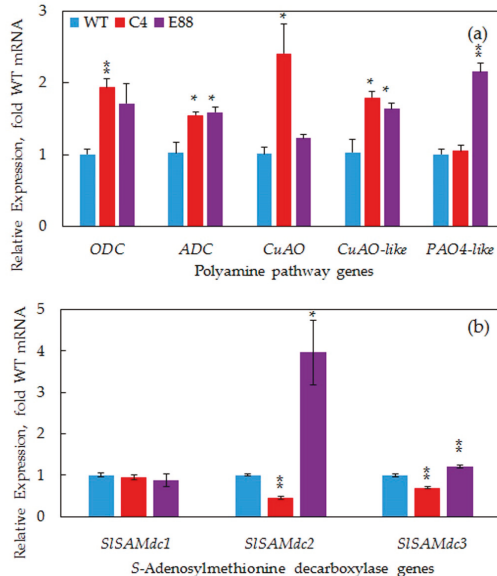 Relative Expression, fold WT mRNA
3
2
1
0
WT C4 E88
(a)
**
*
*
*
*
*
**
ODC ADC CuAO CuAO-like PAO4-like
Polyamine pathway genes
Relative Expression, fold WT mRNA
5
4
3
2
1
0
(b)
**
*
**
**
SlSAMdc1 SlSAMdc2 SlSAMdc3
S-Adenosylmethionine decarboxylase genes